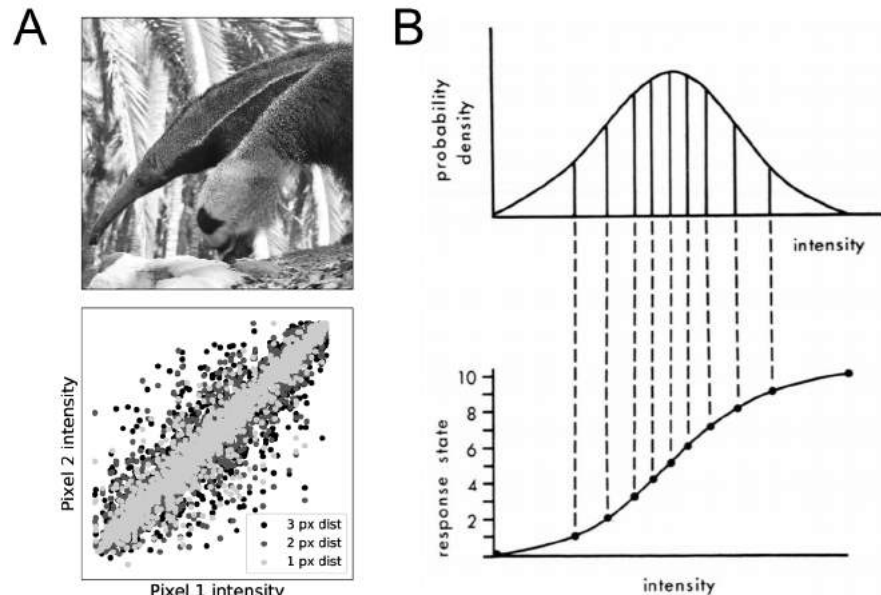 A
Pixel 2 intensity
3 px dist
2 px dist
1 px dist
Pixel 1 intensity
B
probability
density
intensity
10
8
6
4
2
response state
intensity